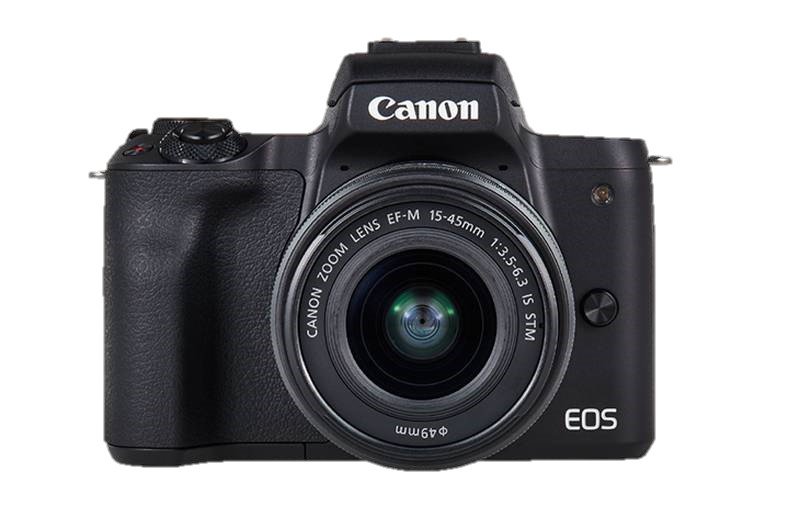 Canon
CANON ZOOM LENS EF-M 15-45mm 1:3.5-6.3 IS STM
φ49mm
EOS